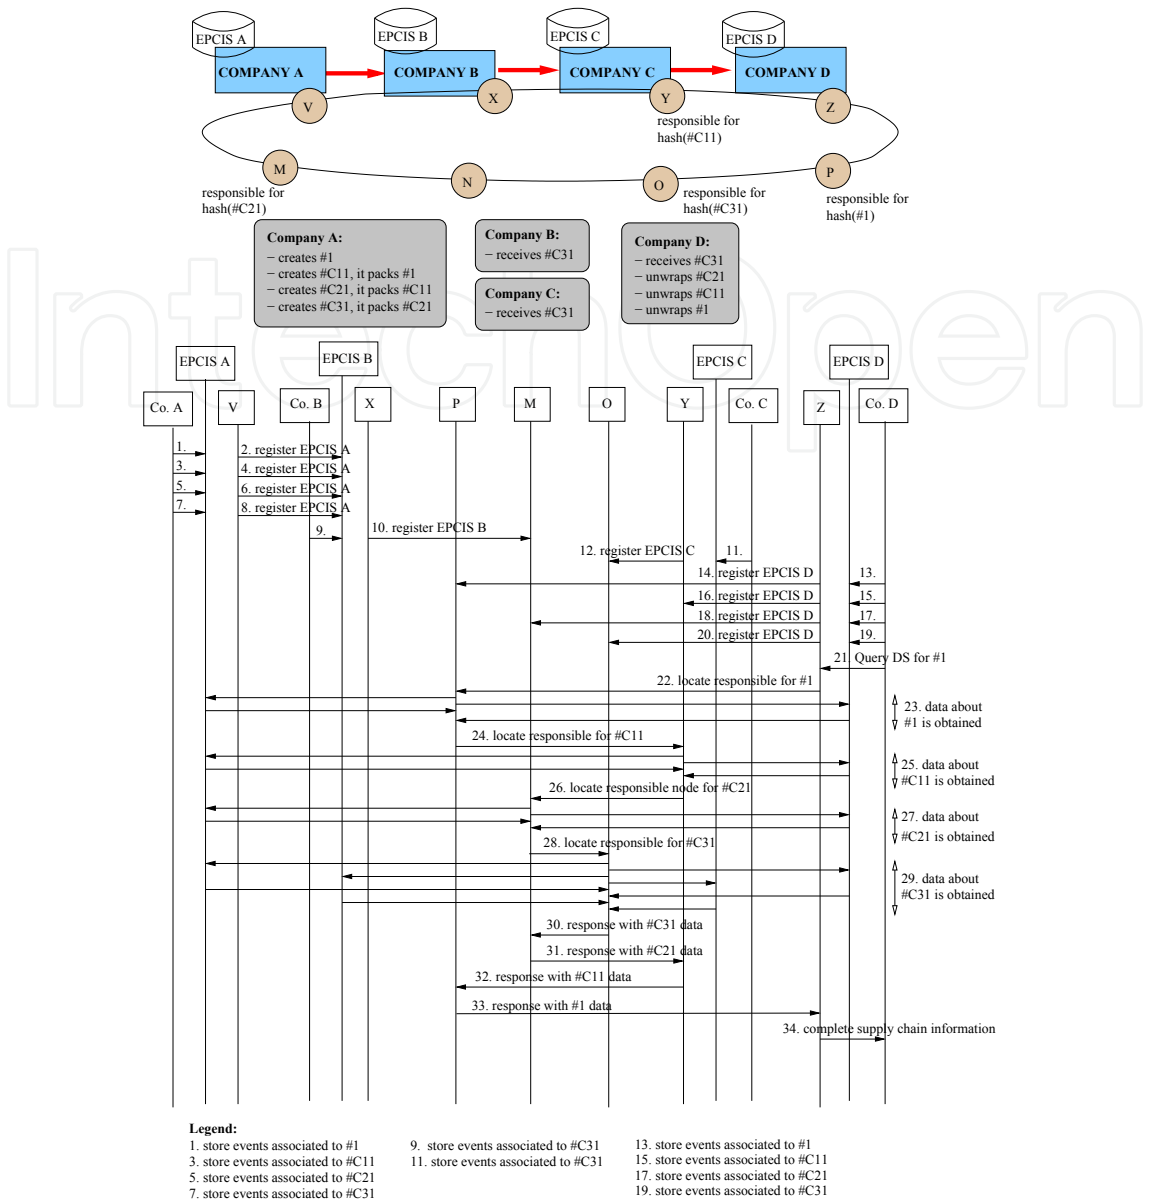 EPCIS A
EPCIS B
EPCIS C
EPCIS D
COMPANY A
COMPANY B
COMPANY C
COMPANY D
V
X
Y
Z
responsible for
hash(#C11)
M
N
O
P
responsible for
hash(#C21)
responsible for
hash(#C31)
responsible for
hash(#1)
Company A:
− creates #1
− creates #C11, it packs #1
− creates #C21, it packs #C11
− creates #C31, it packs #C21
Company B:
− receives #C31
Company C:
− receives #C31
Company D:
− receives #C31
− unwraps #C21
− unwraps #C11
− unwraps #1
IntechOpen
EPCIS A
EPCIS B
EPCIS C
EPCIS D
Co. A
V
Co. B
X
P
M
O
Y
Co. C
Z
Co. D
1.
2. register EPCIS A
3.
4. register EPCIS A
5.
6. register EPCIS A
7.
8. register EPCIS A
9.
10. register EPCIS B
12. register EPCIS C
11.
14. register EPCIS D
13.
16. register EPCIS D
15.
18. register EPCIS D
17.
20. register EPCIS D
19.
21. Query DS for #1
22. locate responsible for #1
23. data about
#1 is obtained
24. locate responsible for #C11
25. data about
#C11 is obtained
26. locate responsible node for #C21
27. data about
#C21 is obtained
28. locate responsible for #C31
29. data about
#C31 is obtained
30. response with #C31 data
31. response with #C21 data
32. response with #C11 data
33. response with #1 data
34. complete supply chain information
Legend:
1. store events associated to #1
3. store events associated to #C11
5. store events associated to #C21
7. store events associated to #C31
9. store events associated to #C31
11. store events associated to #C31
13. store events associated to #1
15. store events associated to #C11
17. store events associated to #C21
19. store events associated to #C31